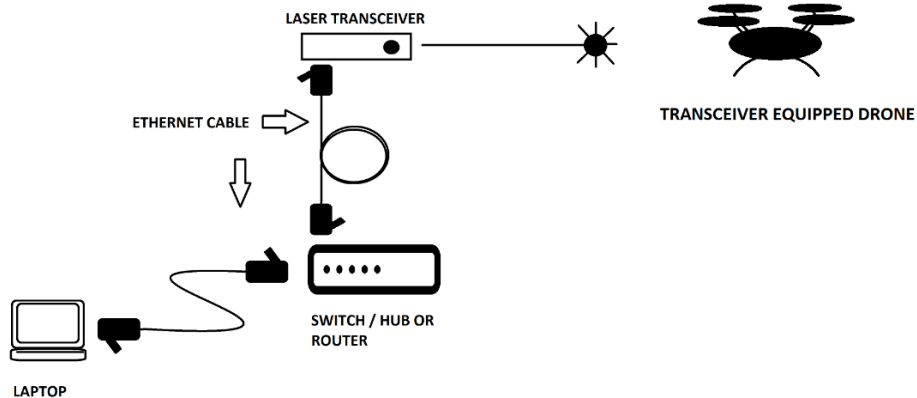 LASER TRANSCEIVER
TRANSCEIVER EQUIPPED DRONE
ETHERNET CABLE
SWITCH / HUB OR
ROUTER
LAPTOP